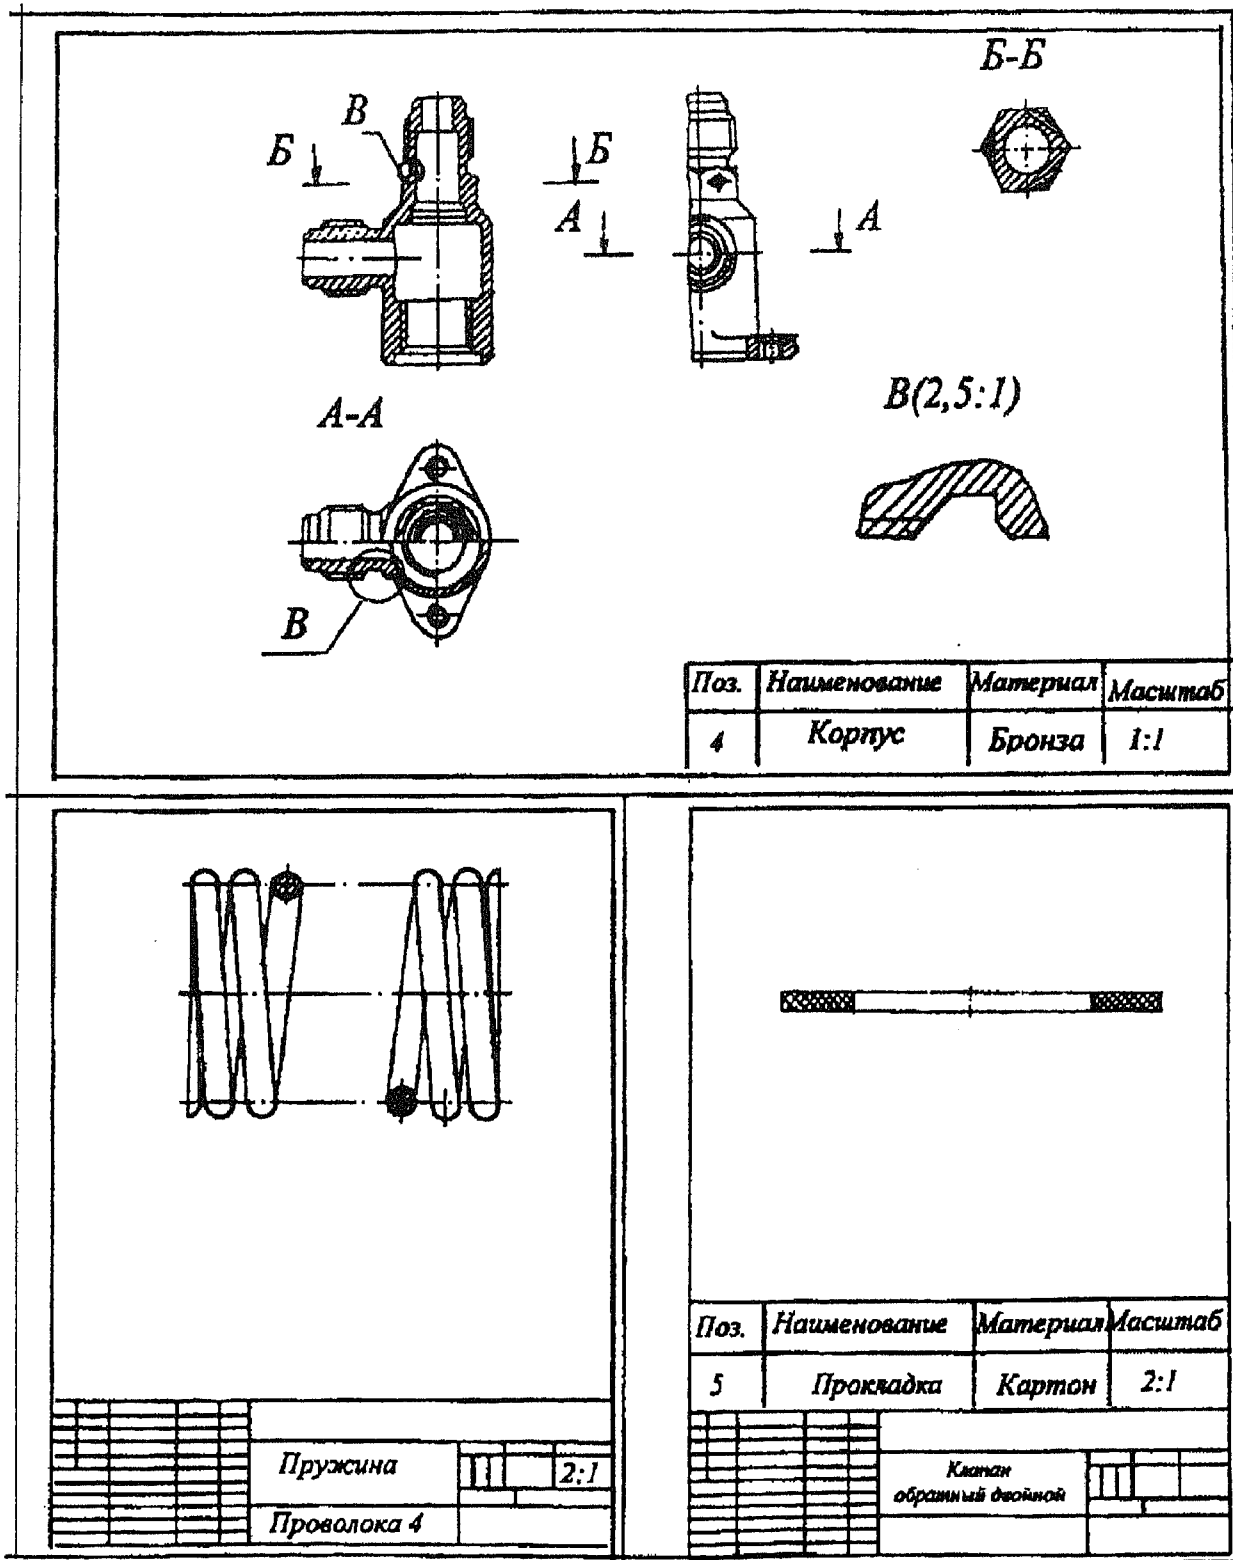 Б-Б
В
Б
Б
А
А
В(2,5:1)
А-А
В
Поз. Наименование Материал Масштаб
4 Корпус Бронза 1:1
Поз. Наименование Материал Масштаб
5 Прокладка Картон 2:1
Пружина 2:1
Проволока 4
Клапан
обратный двойной